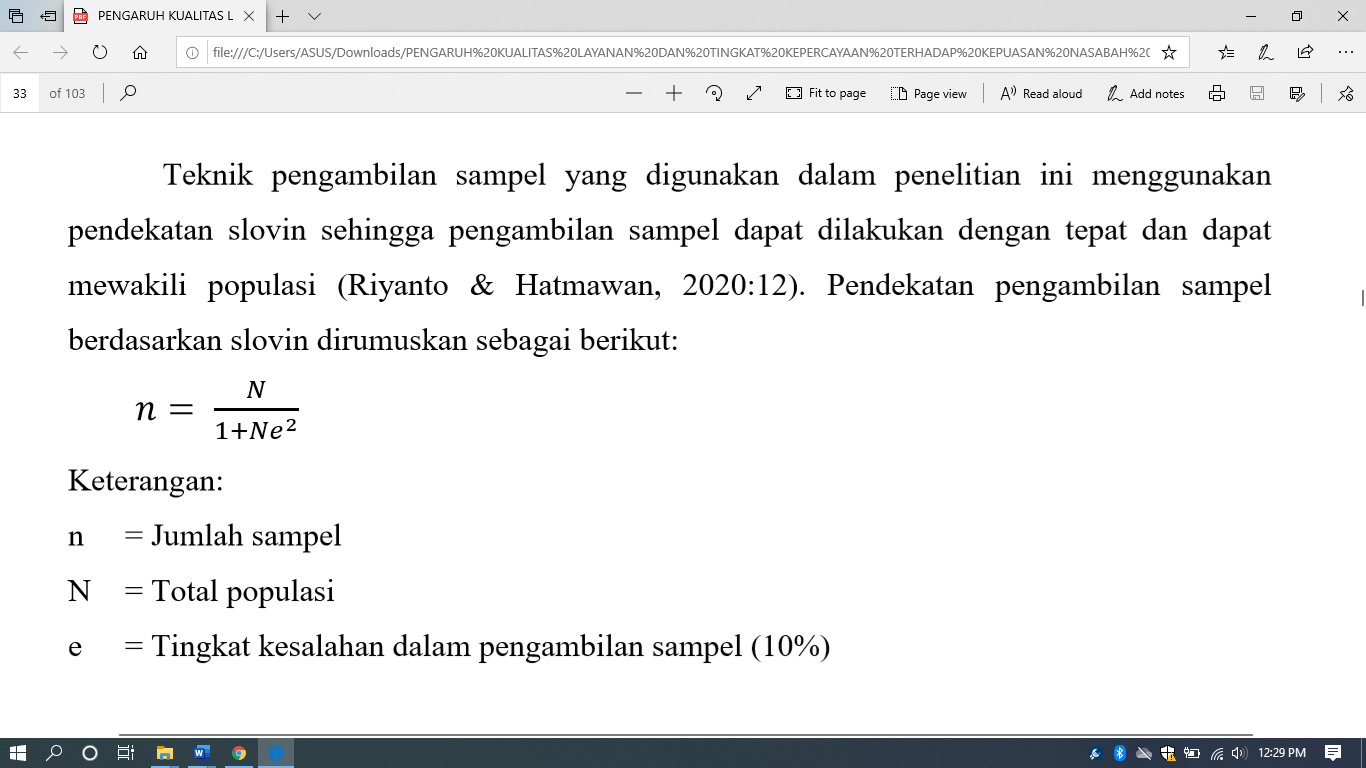 PENGARUH KUALITAS L
file:///C:/Users/ASUS/Downloads/PENGARUH%20KUALITAS%20LAYANAN%20DAN%20TINGKAT%20KEPERCAYAAN%20TERHADAP%20KEPUASAN%20NASABAH%20
33 of 103 Fit to page Page view Read aloud Add notes
Teknik pengambilan sampel yang digunakan dalam penelitian ini menggunakan
pendekatan slovin sehingga pengambilan sampel dapat dilakukan dengan tepat dan dapat
mewakili populasi (Riyanto & Hatmawan, 2020:12). Pendekatan pengambilan sampel
berdasarkan slovin dirumuskan sebagai berikut:
n = N / 1+Ne²
Keterangan:
n = Jumlah sampel
N = Total populasi
e = Tingkat kesalahan dalam pengambilan sampel (10%)
12:29 PM